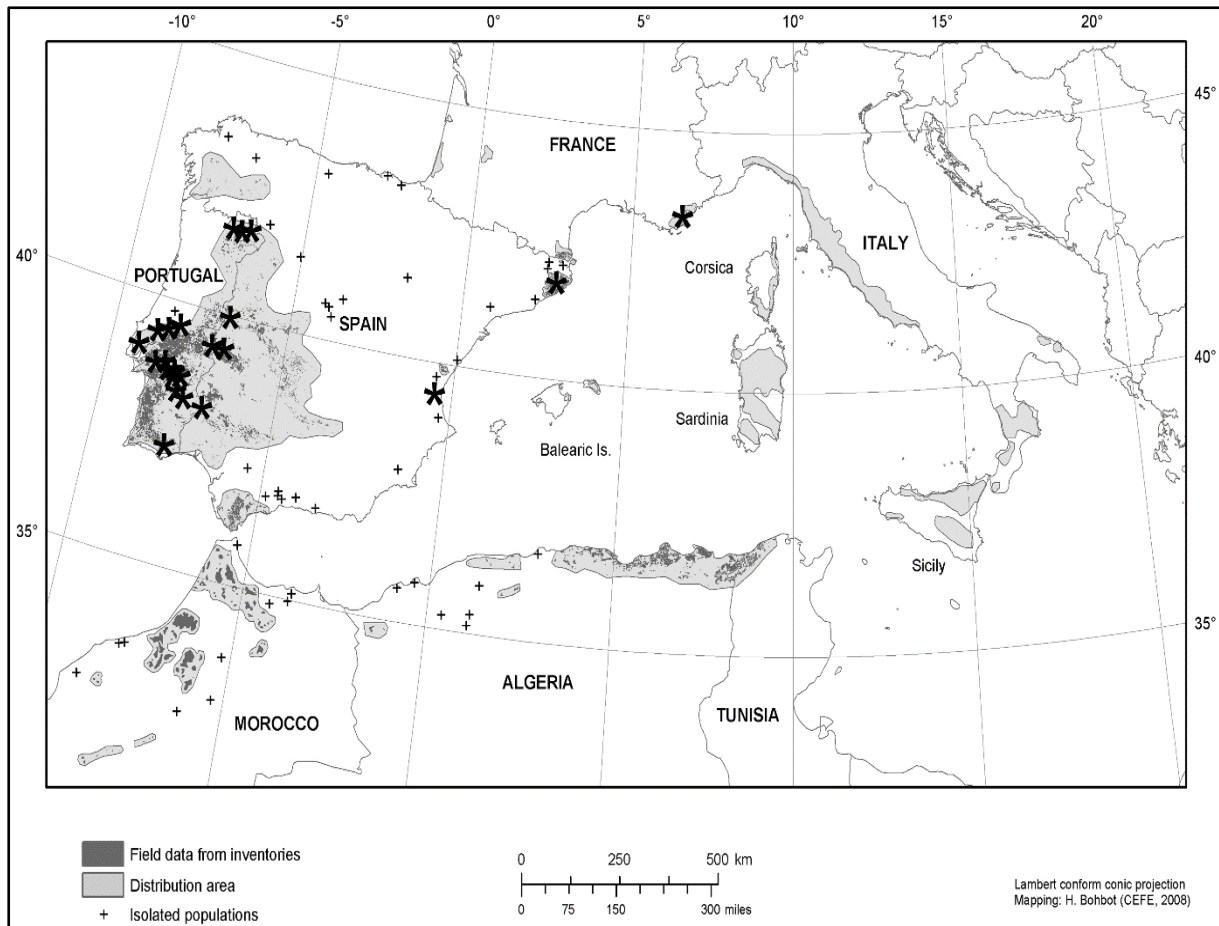 -10° -5° 0° 5° 10° 15° 20°
45°
FRANCE
ITALY
40°
PORTUGAL
Corsica
SPAIN
40°
Sardinia
Balearic Is.
35°
Sicily
35°
ALGERIA
TUNISIA
MOROCCO
Field data from inventories
Distribution area
Isolated populations
0 250 500 km
0 75 150 300 miles
Lambert conform conic projection
Mapping: H. Bohbot (CEFE, 2008)